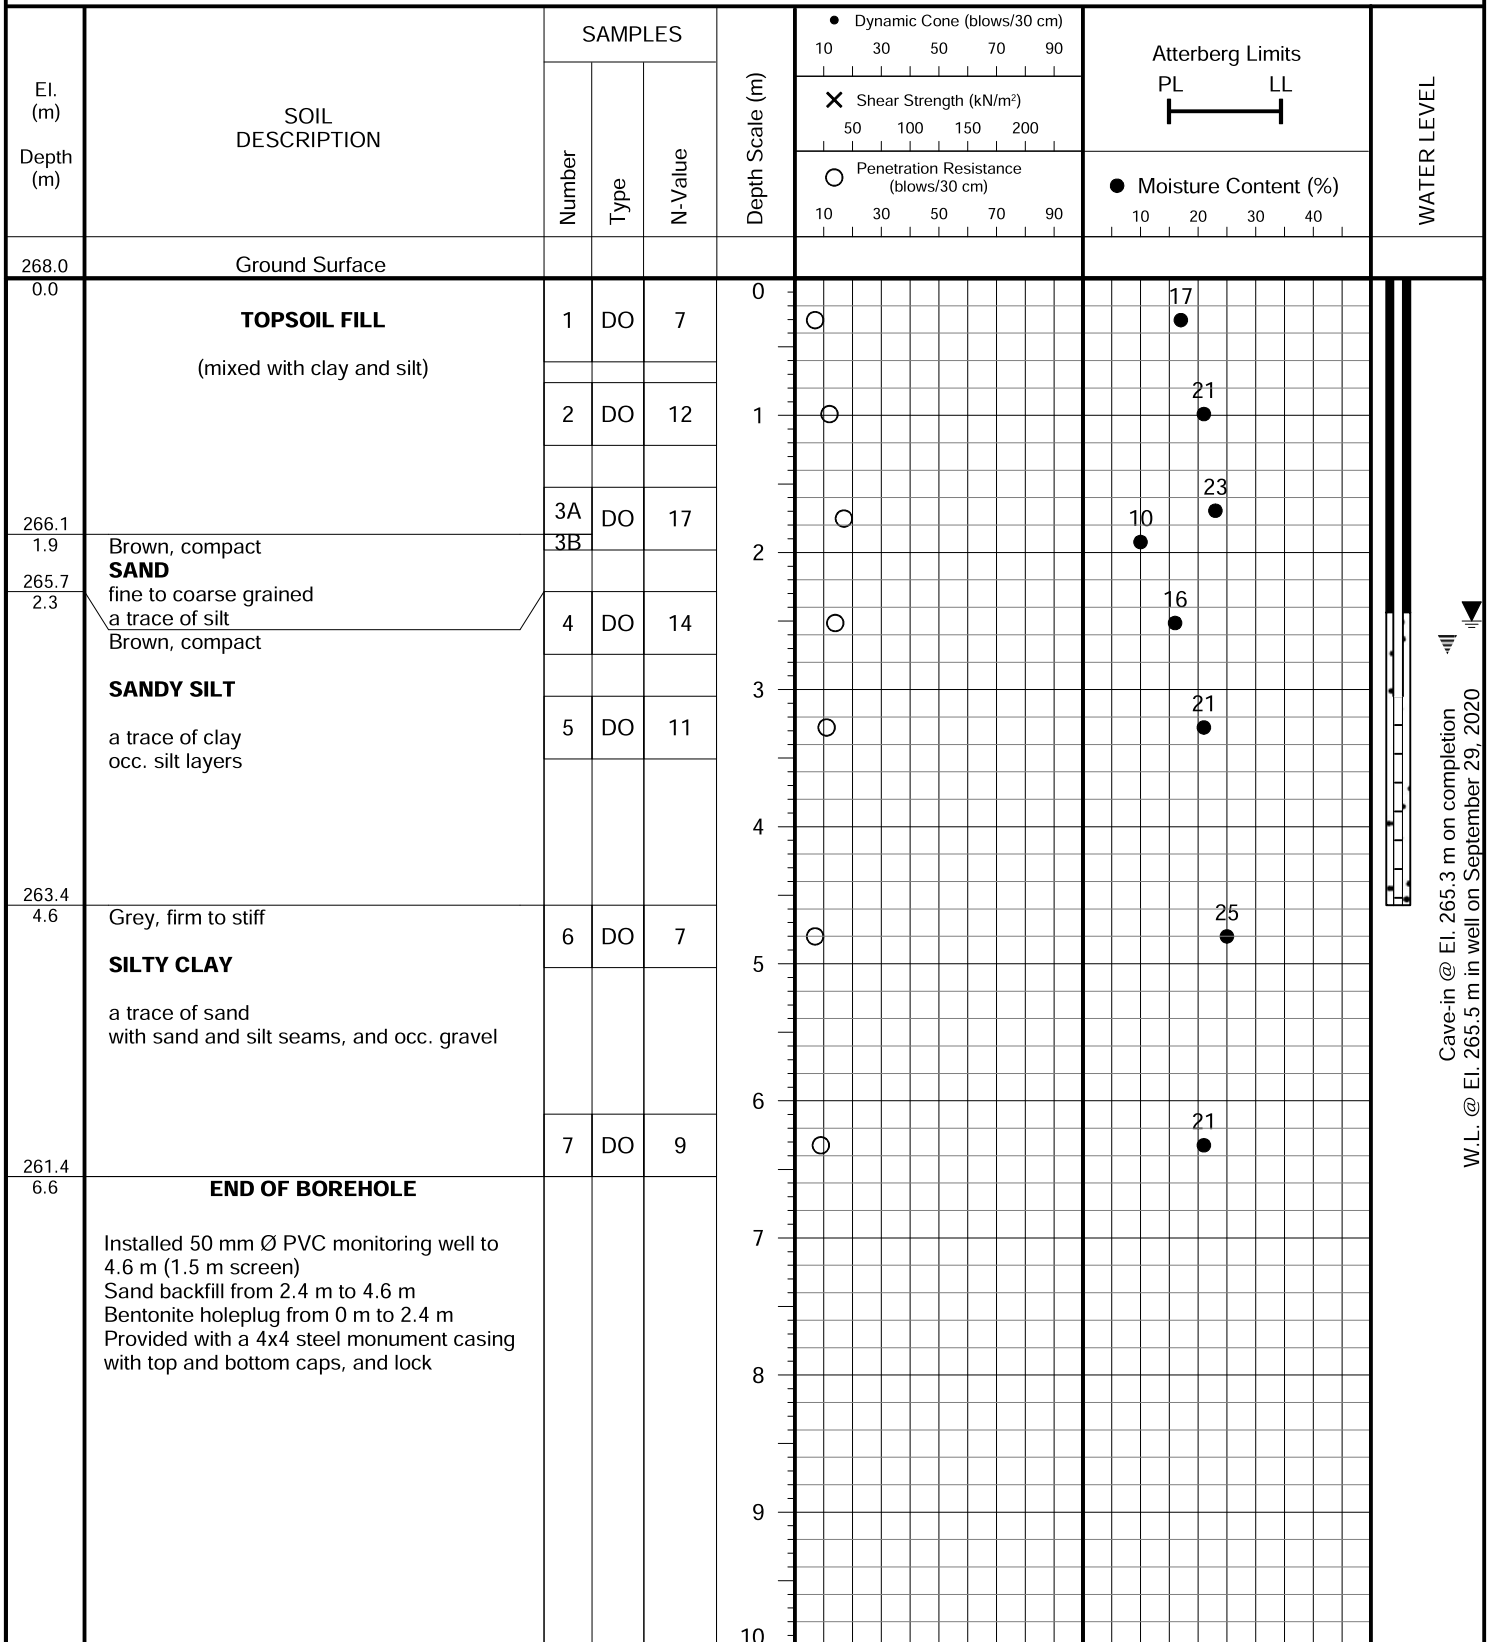 El.
(m)
Depth
(m)
SOIL
DESCRIPTION
SAMPLES
Number
Type
N-Value
Depth Scale (m)
Dynamic Cone (blows/30 cm)
10 30 50 70 90
Shear Strength (kN/m²)
50 100 150 200
Penetration Resistance
(blows/30 cm)
10 30 50 70 90
Atterberg Limits
PL LL
Moisture Content (%)
10 20 30 40
WATER LEVEL
268.0 Ground Surface
0.0
TOPSOIL FILL
(mixed with clay and silt)
1 DO 7
2 DO 12
3A DO 17
3B
266.1
1.9
Brown, compact
SAND
fine to coarse grained
a trace of silt
265.7
2.3
Brown, compact
SANDY SILT
a trace of clay
occ. silt layers
4 DO 14
5 DO 11
263.4
4.6
Grey, firm to stiff
SILTY CLAY
a trace of sand
with sand and silt seams, and occ. gravel
6 DO 7
7 DO 9
261.4
6.6
END OF BOREHOLE
Installed 50 mm Ø PVC monitoring well to
4.6 m (1.5 m screen)
Sand backfill from 2.4 m to 4.6 m
Bentonite holeplug from 0 m to 2.4 m
Provided with a 4x4 steel monument casing
with top and bottom caps, and lock
0
1
2
3
4
5
6
7
8
9
10
17
21
23
10
16
21
25
21
Cave-in @ El. 265.3 m on completion
W.L. @ El. 265.5 m in well on September 29, 2020